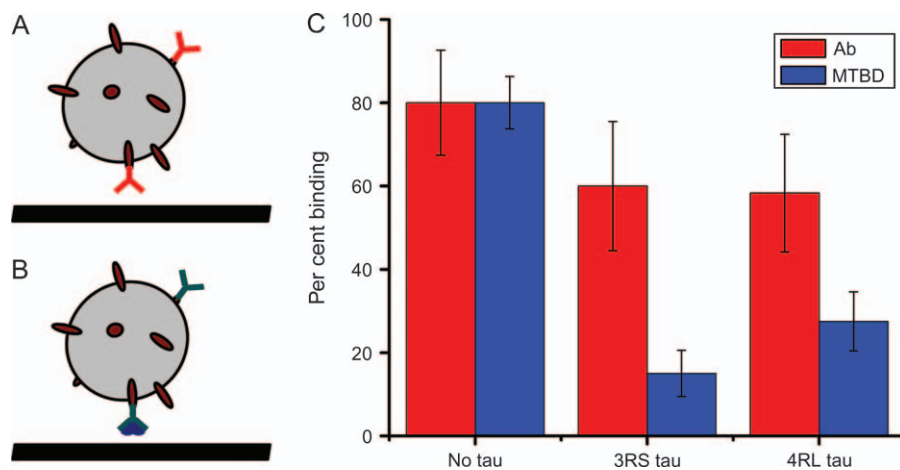 A
B
C
Per cent binding
100
80
60
40
20
0
Ab
MTBD
No tau
3RS tau
4RL tau